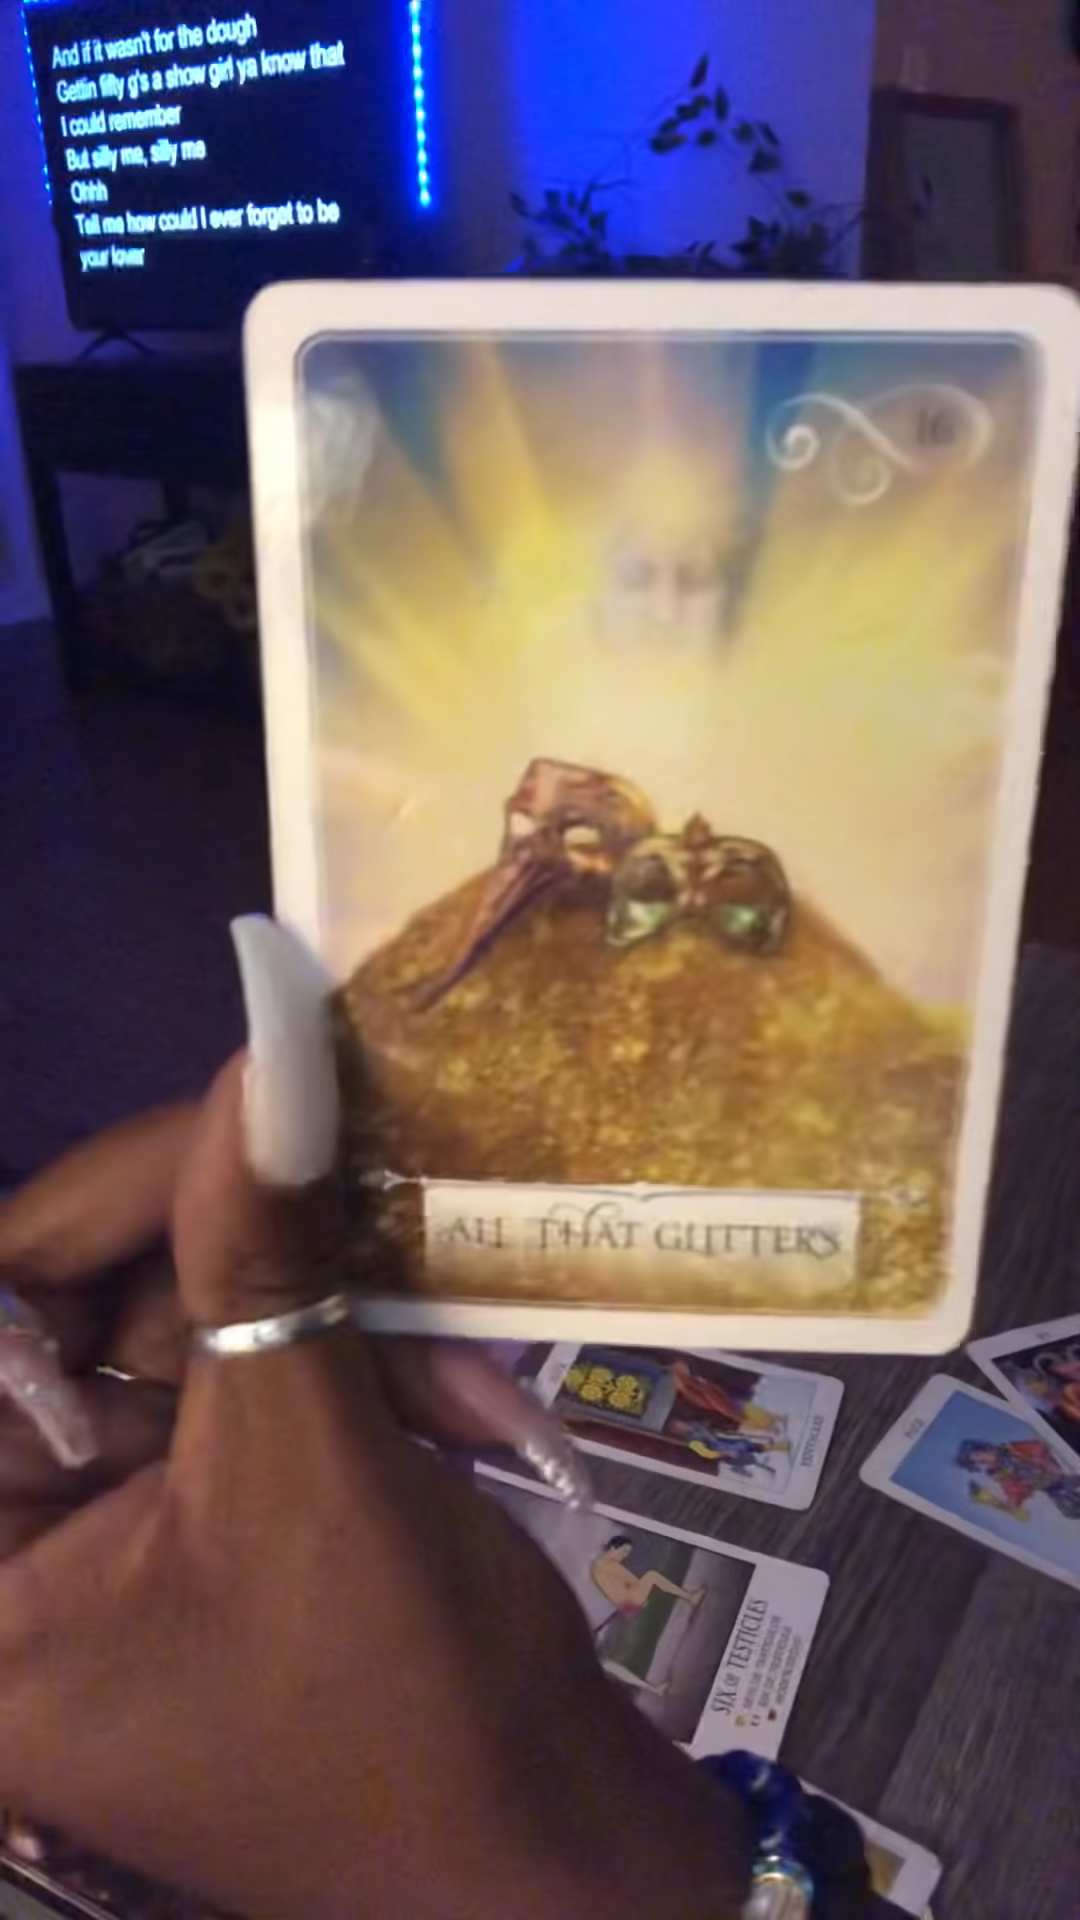 And if it wasn't for the dough
Gettin fifty g's a show girl ya know that
I could remember
But silly me, silly me
Ohhh
Tell me how could I ever forget to be
your lover
16
ALL THAT GLITTERS
SIX OF TESTICLES